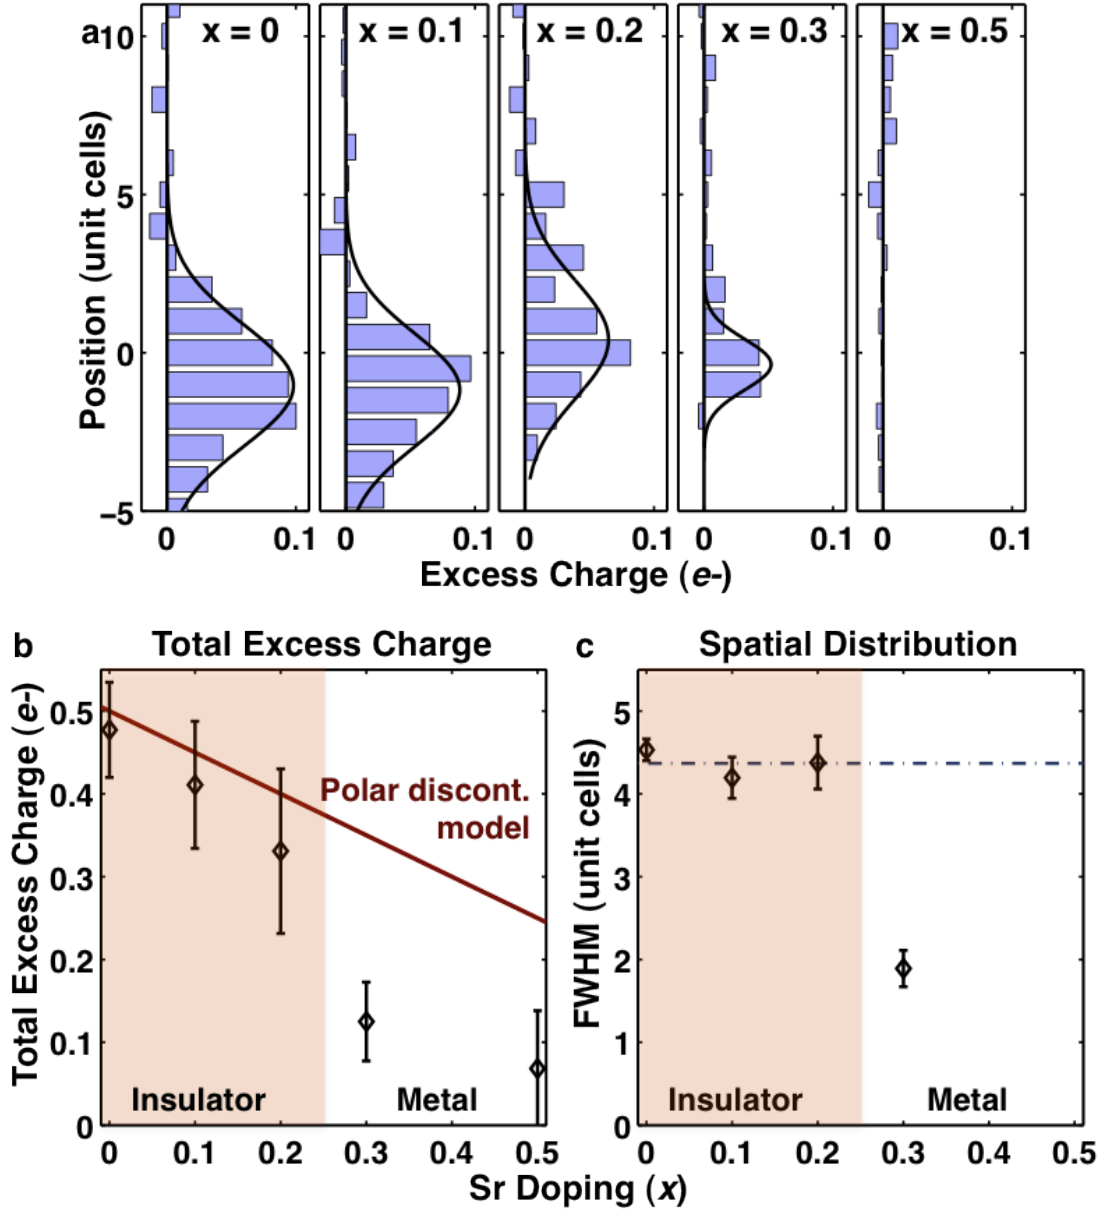 a
x = 0
x = 0.1
x = 0.2
x = 0.3
x = 0.5
10
5
0
−5
Position (unit cells)
0 0.1 0 0.1 0 0.1 0 0.1 0 0.1
Excess Charge (e-)
b Total Excess Charge
0.5
0.4
0.3
0.2
0.1
0
Total Excess Charge (e-)
Polar discont.
model
Insulator
Metal
0 0.1 0.2 0.3 0.4 0.5
c Spatial Distribution
5
4
3
2
1
0
FWHM (unit cells)
Insulator
Metal
0 0.1 0.2 0.3 0.4 0.5
Sr Doping (x)